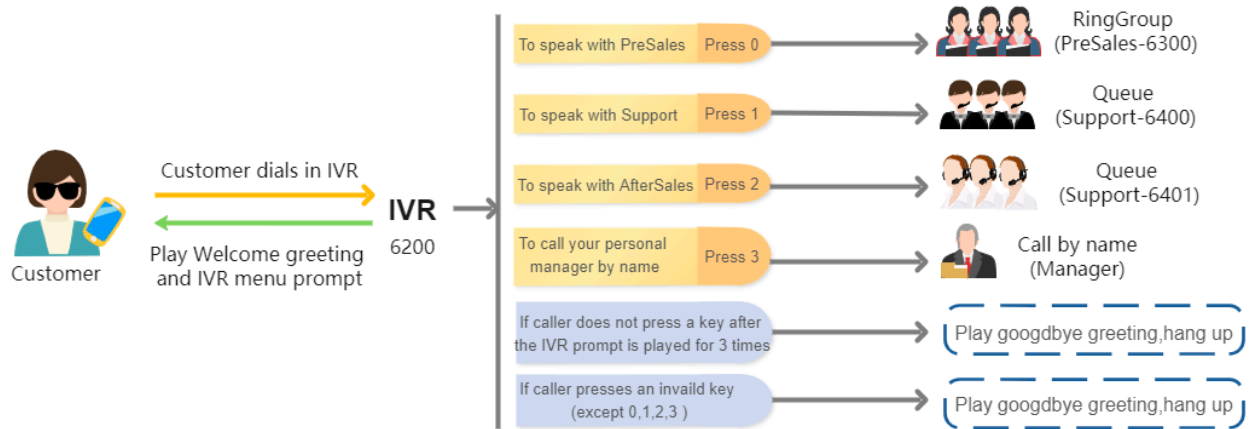 Customer
Customer dials in IVR
Play Welcome greeting
and IVR menu prompt
IVR
6200
To speak with PreSales
Press 0
RingGroup
(PreSales-6300)
To speak with Support
Press 1
Queue
(Support-6400)
To speak with AfterSales
Press 2
Queue
(Support-6401)
To call your personal
manager by name
Press 3
Call by name
(Manager)
If caller does not press a key after
the IVR prompt is played for 3 times
Play googdbye greeting,hang up
If caller presses an invaild key
(except 0,1,2,3 )
Play googdbye greeting,hang up